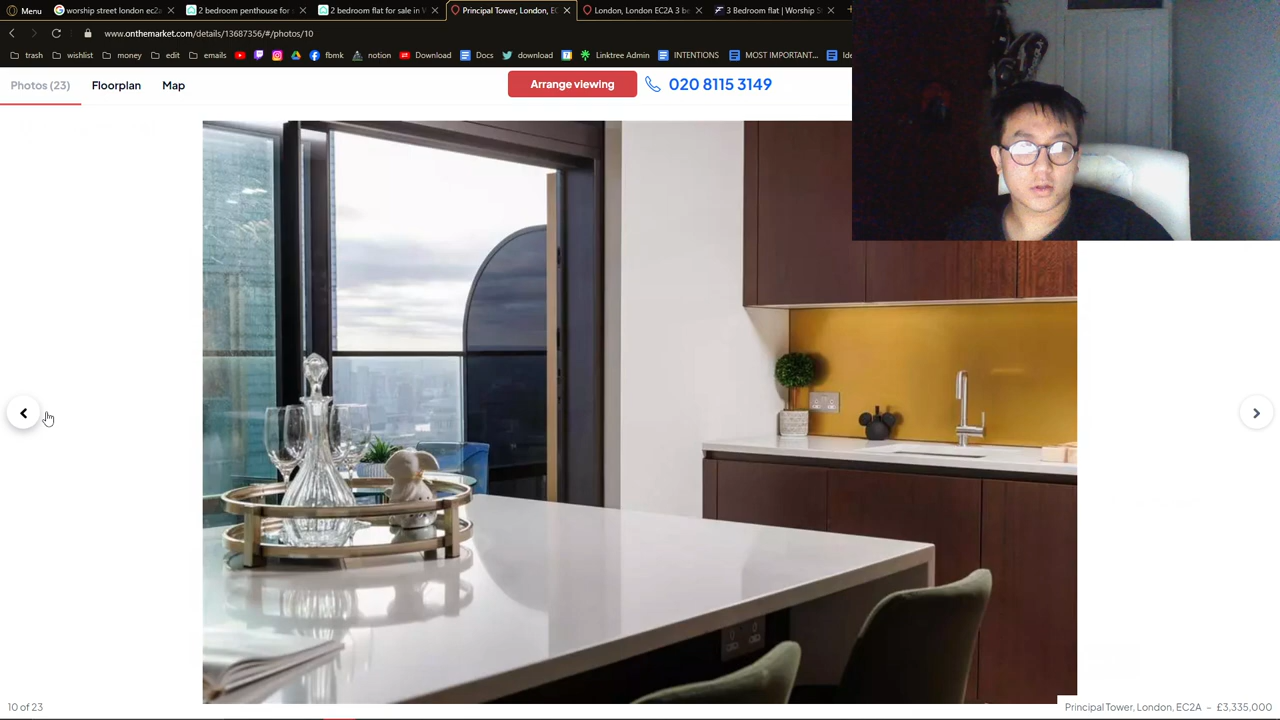 Menu
worship street london ec2a
2 bedroom penthouse for
2 bedroom flat for sale in W
Principal Tower, London, EC
London, London EC2A 3 be
3 Bedroom flat | Worship S
www.onthemarket.com/details/13687356/#/photos/10
trash wishlist money edit emails fbmk notion Download Docs download Linktree Admin INTENTIONS MOST IMPORTANT... Ide
Photos (23) Floorplan Map Arrange viewing 020 8115 3149
10 of 23
Principal Tower, London, EC2A – £3,335,000